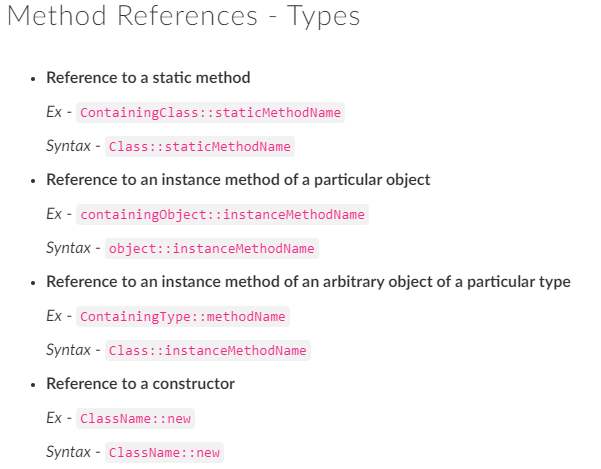 Method References - Types
• Reference to a static method
Ex - ContainingClass::staticMethodName
Syntax - Class::staticMethodName
• Reference to an instance method of a particular object
Ex - containingObject::instanceMethodName
Syntax - object::instanceMethodName
• Reference to an instance method of an arbitrary object of a particular type
Ex - ContainingType::methodName
Syntax - Class::instanceMethodName
• Reference to a constructor
Ex - ClassName::new
Syntax - ClassName::new